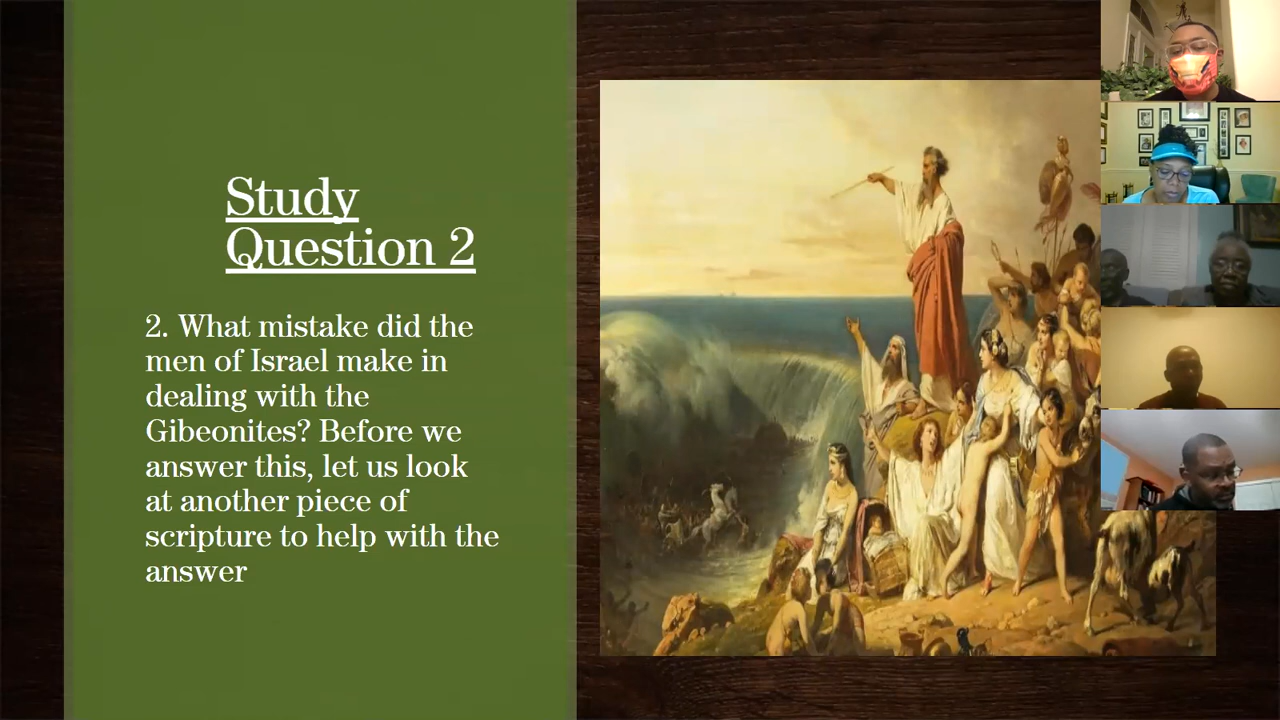 Study
Question 2
2. What mistake did the
men of Israel make in
dealing with the
Gibeonites? Before we
answer this, let us look
at another piece of
scripture to help with the
answer